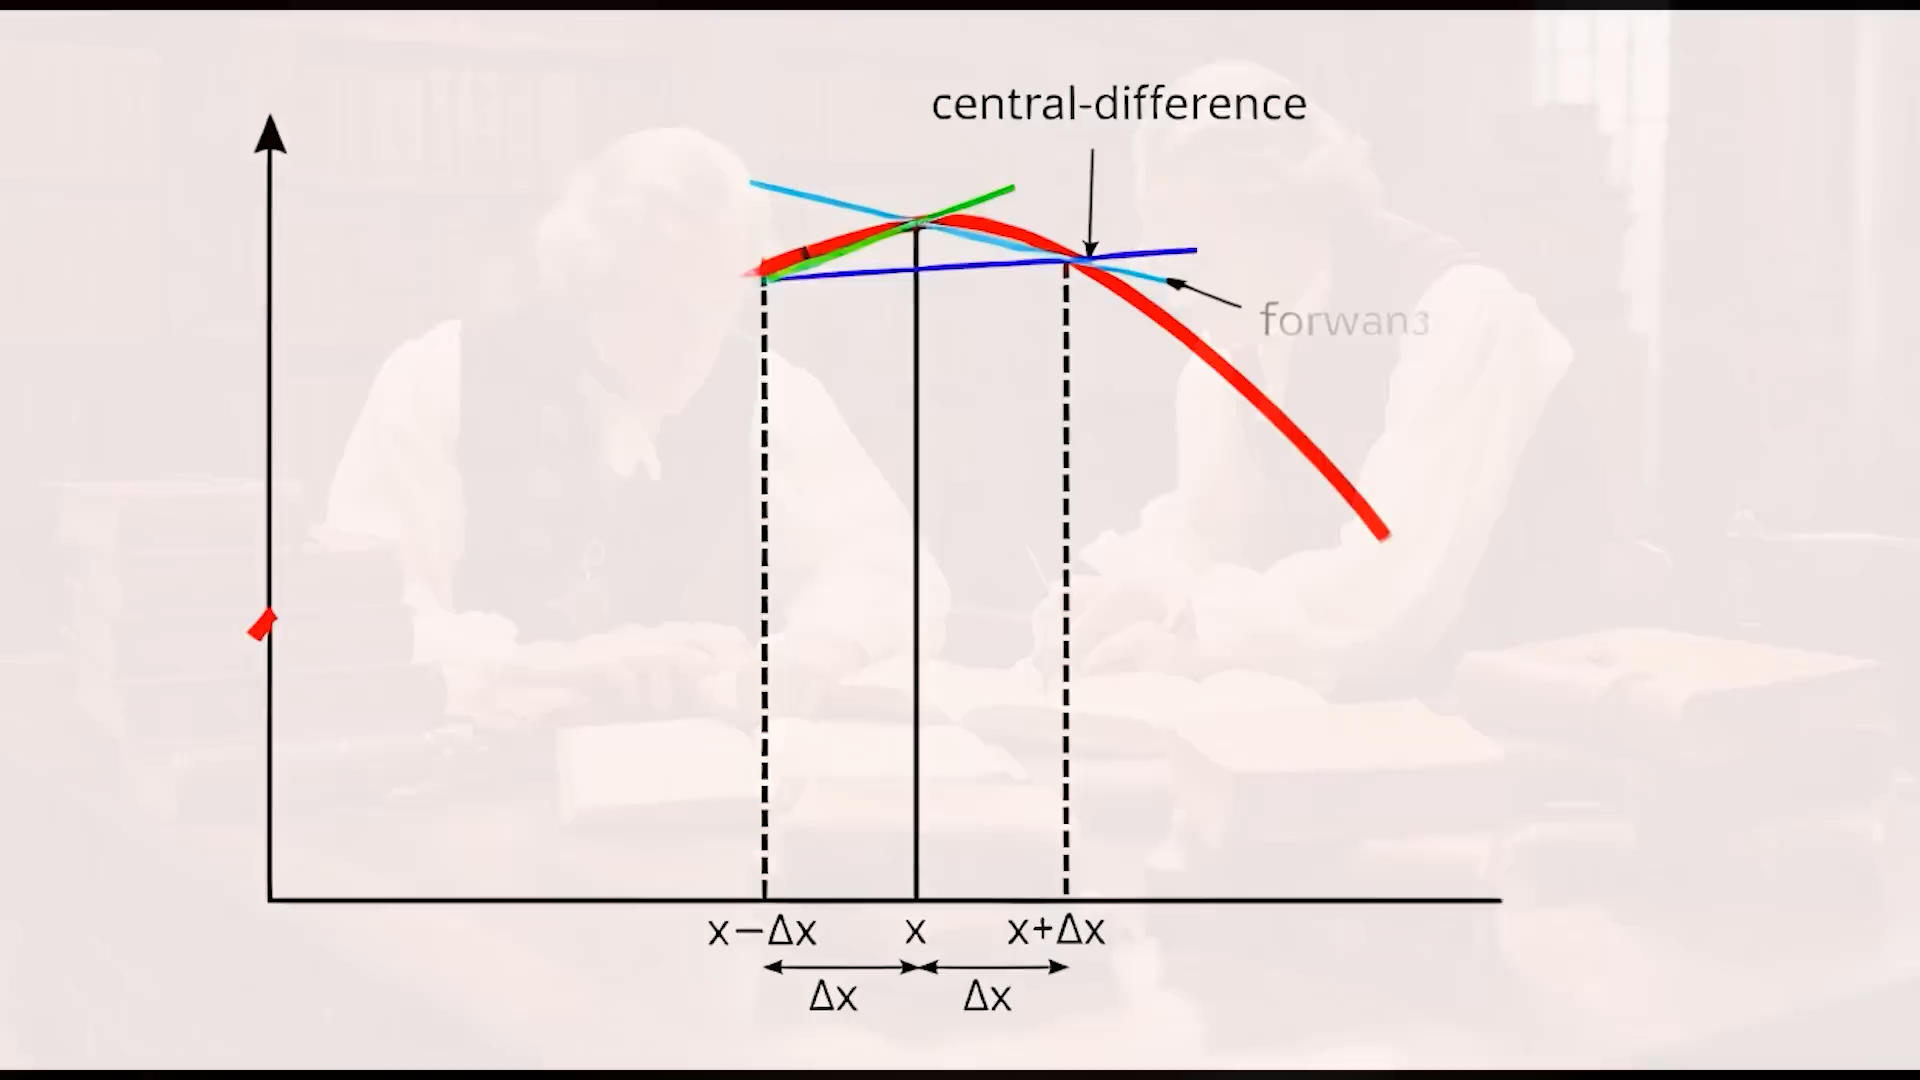 central-difference
x−Δx x x+Δx
Δx Δx